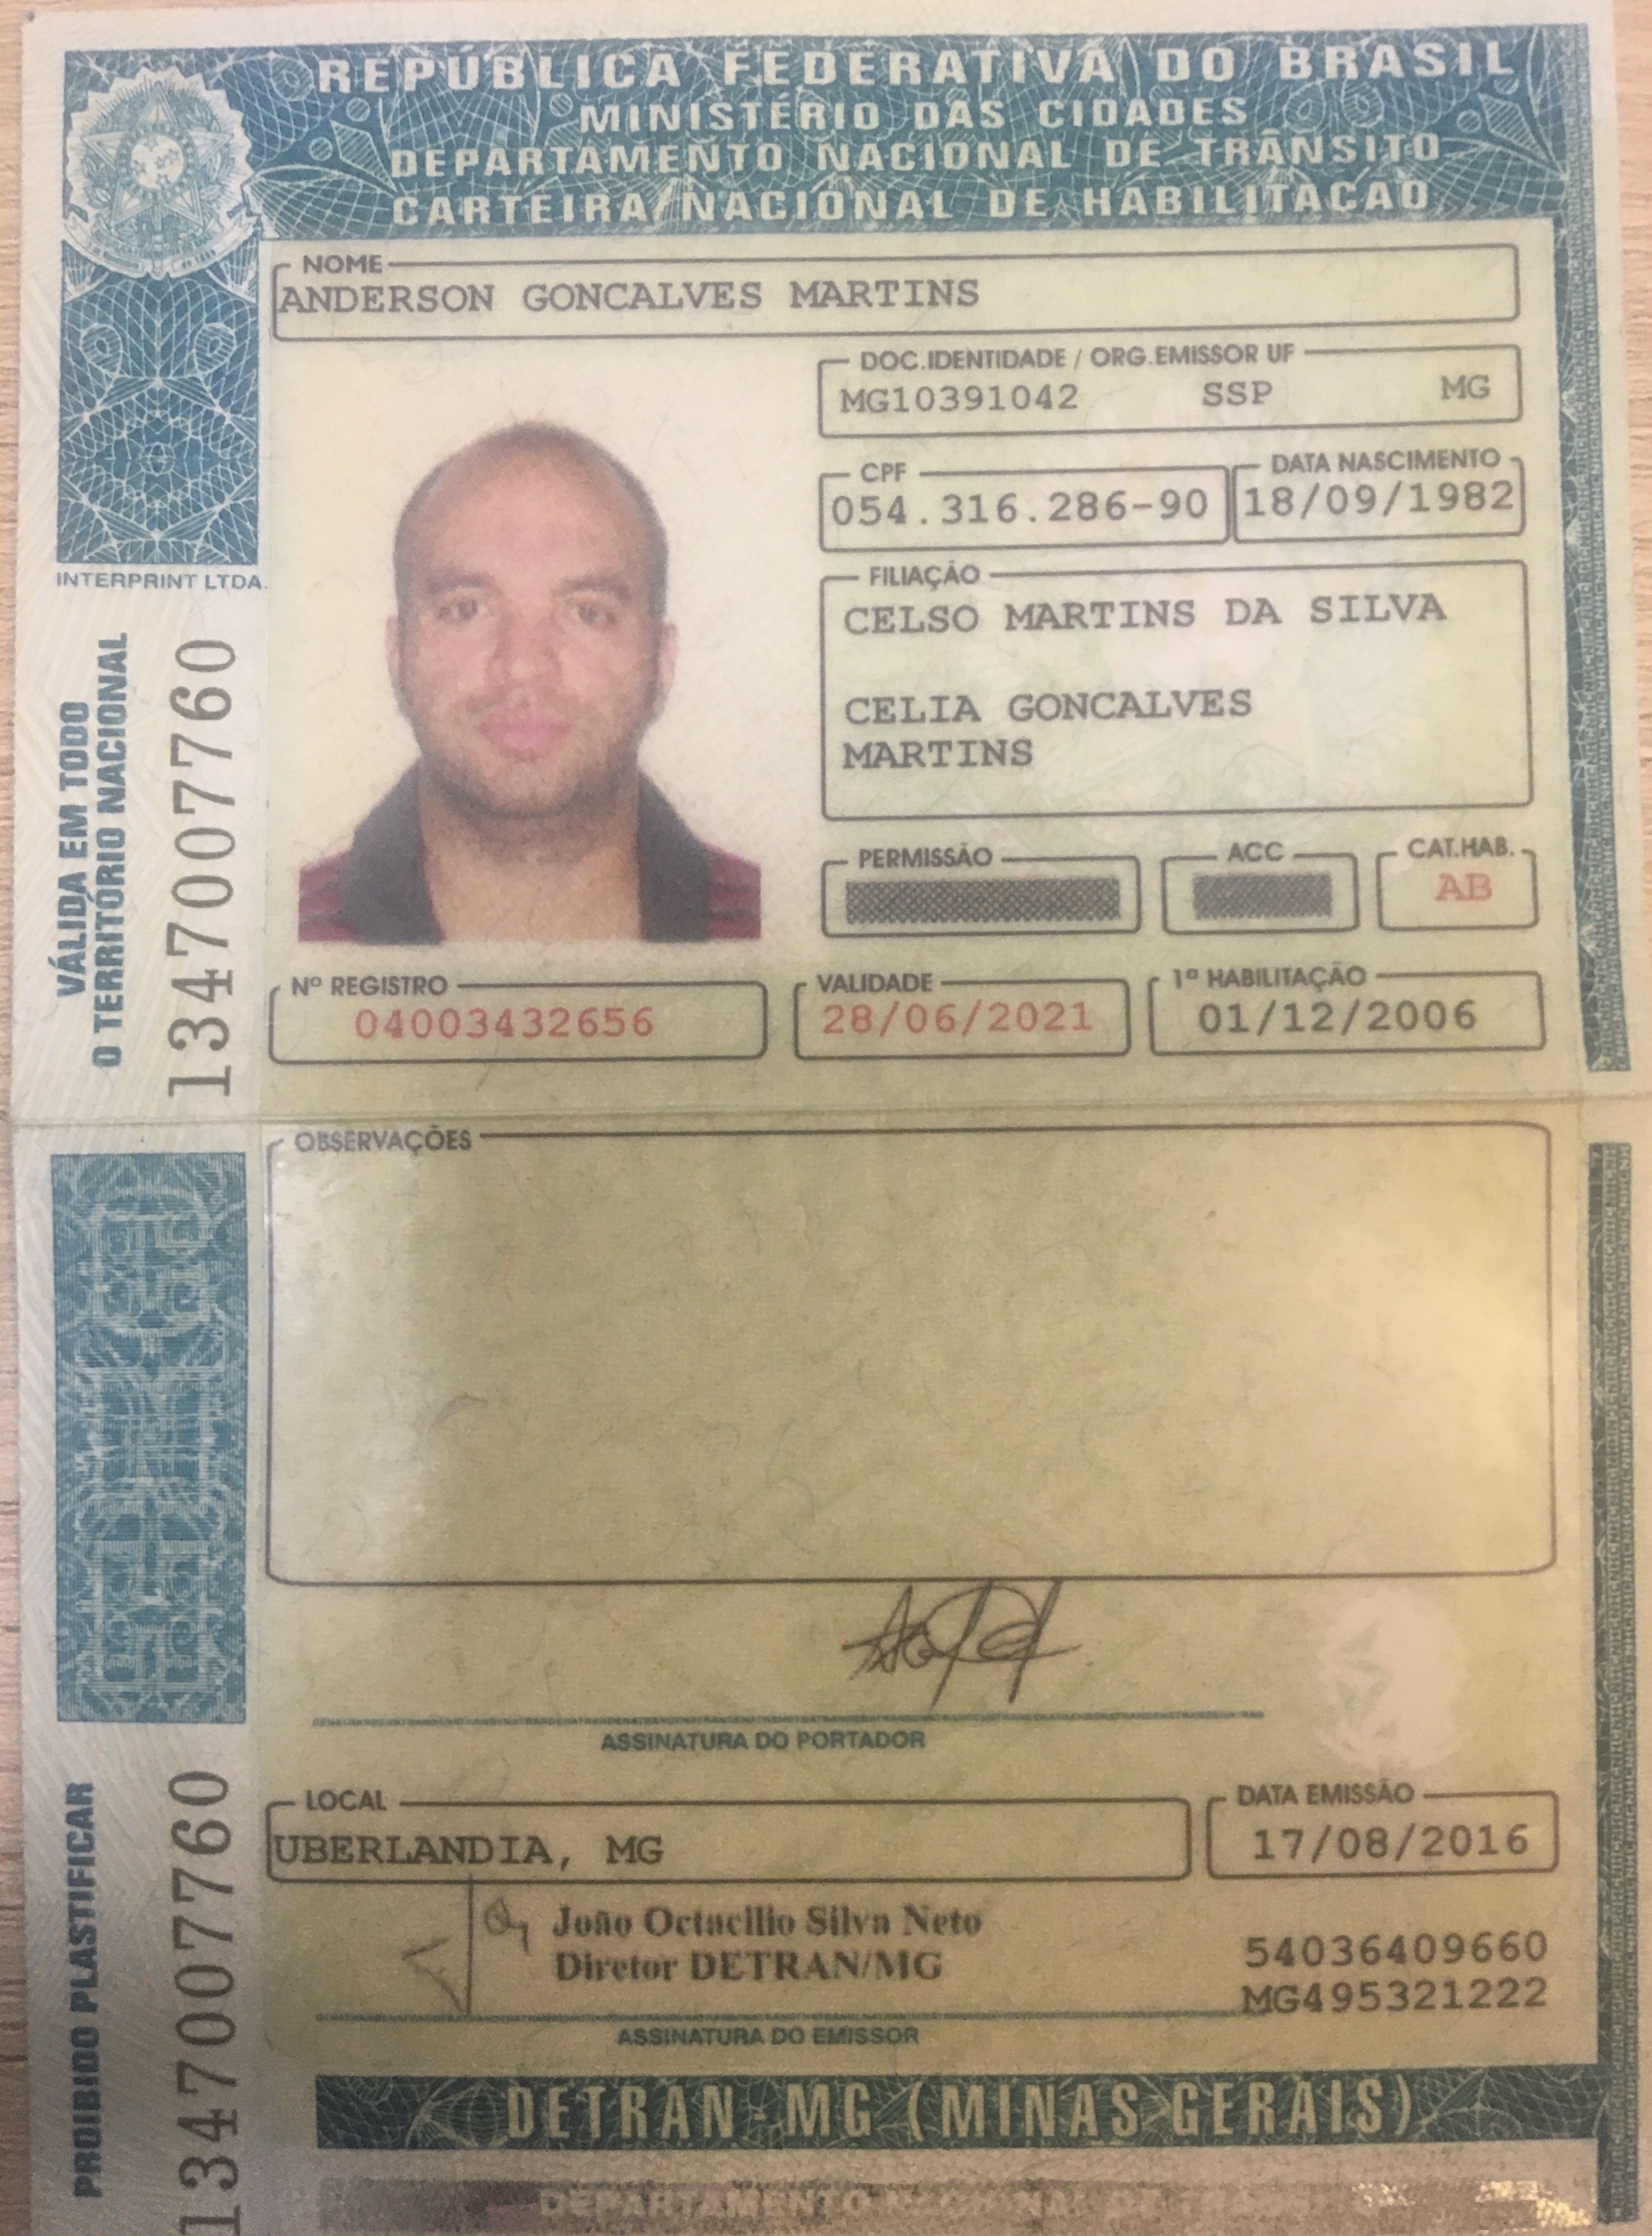 REPÚBLICA FEDERATIVA DO BRASIL
MINISTÉRIO DAS CIDADES
DEPARTAMENTO NACIONAL DE TRÂNSITO
CARTEIRA NACIONAL DE HABILITAÇÃO
NOME
ANDERSON GONCALVES MARTINS
DOC.IDENTIDADE / ORG.EMISSOR UF
MG10391042 SSP MG
CPF
054.316.286-90
DATA NASCIMENTO
18/09/1982
FILIAÇÃO
CELSO MARTINS DA SILVA
CELIA GONCALVES
MARTINS
PERMISSÃO
ACC
CAT.HAB.
AB
Nº REGISTRO
04003432656
VALIDADE
28/06/2021
1ª HABILITAÇÃO
01/12/2006
INTERPRINT LTDA.
VÁLIDA EM TODO
O TERRITÓRIO NACIONAL
1347007760
OBSERVAÇÕES
ASSINATURA DO PORTADOR
LOCAL
UBERLANDIA, MG
DATA EMISSÃO
17/08/2016
João Octacilio Silva Neto
Diretor DETRAN/MG
54036409660
MG495321222
ASSINATURA DO EMISSOR
PROIBIDO PLASTIFICAR
1347007760
DETRAN-MG (MINAS GERAIS)
DEPARTAMENTO NACIONAL DE